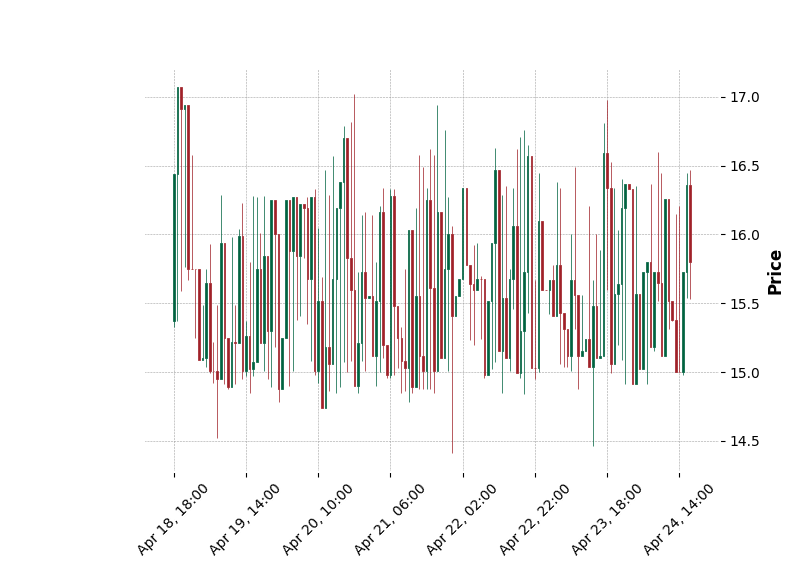 17.0
16.5
16.0
15.5
15.0
14.5
Price
Apr 18, 18:00
Apr 19, 14:00
Apr 20, 10:00
Apr 21, 06:00
Apr 22, 02:00
Apr 22, 22:00
Apr 23, 18:00
Apr 24, 14:00